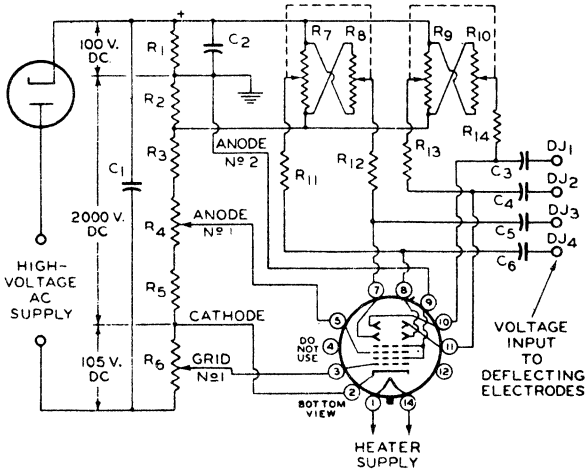 +
100 V.
DC.
R1
C2
R7
R8
R9
R10
R2
R3
ANODE
Nº 2
R11
R12
R13
R14
DJ1
C3
DJ2
C4
DJ3
C5
DJ4
C6
C1
2000 V.
DC
R4
ANODE
Nº 1
HIGH-
VOLTAGE
AC
SUPPLY
R5
CATHODE
105 V.
DC
R6
GRID
Nº1
DO
NOT
USE
BOTTOM
VIEW
7
8
9
10
11
12
5
4
3
2
1
14
VOLTAGE
INPUT
TO
DEFLECTING
ELECTRODES
HEATER
SUPPLY